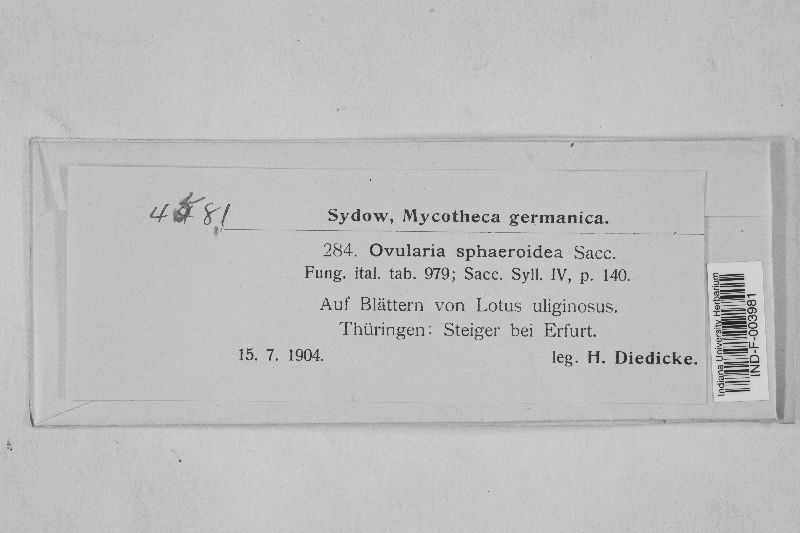 Sydow, Mycotheca germanica.
284. Ovularia sphaeroidea Sacc.
Fung. ital. tab. 979; Sacc. Syll. IV, p. 140.
Auf Blättern von Lotus uliginosus.
Thüringen: Steiger bei Erfurt.
15. 7. 1904. leg. H. Diedicke.
Indiana University Herbarium
IND-F-003981